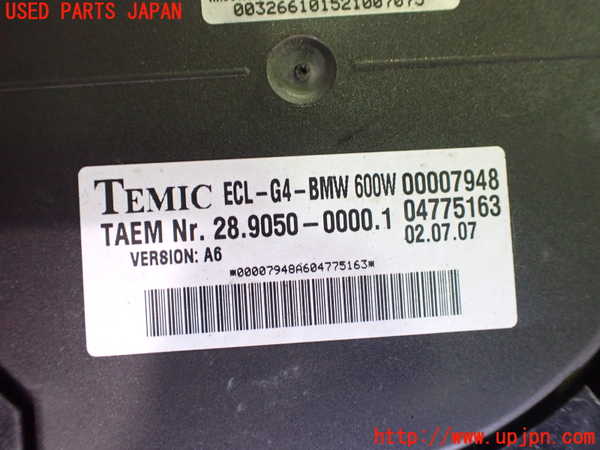 USED PARTS JAPAN
003266101521007075
TEMIC ECL-G4-BMW 600W 00007948
TAEM Nr. 28.9050-0000.1 04775163
VERSION: A6 02.07.07
*00007948A604775163*
http://www.upjpn.com/